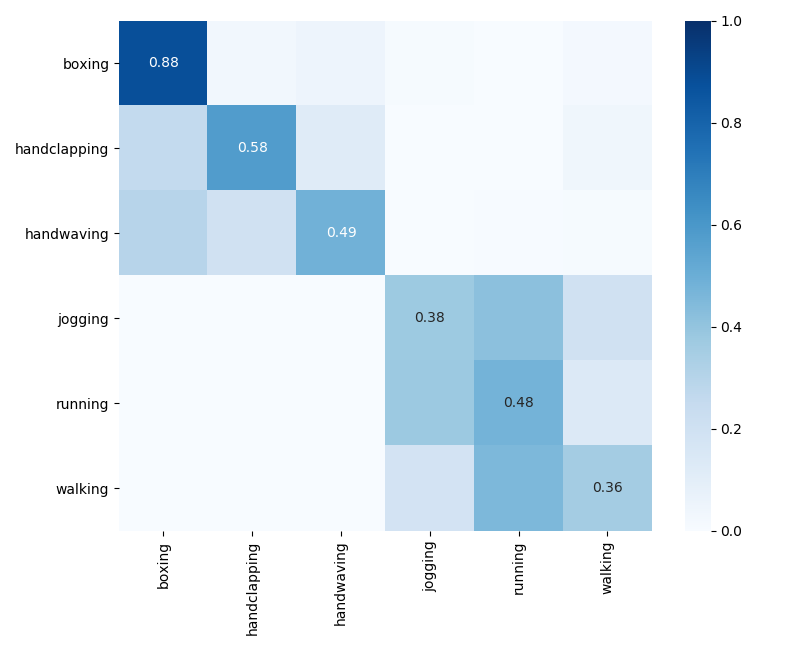 1.0
boxing
0.88
0.8
handclapping
0.58
0.6
handwaving
0.49
0.4
jogging
0.38
0.2
running
0.48
walking
0.36
0.0
boxing
handclapping
handwaving
jogging
running
walking